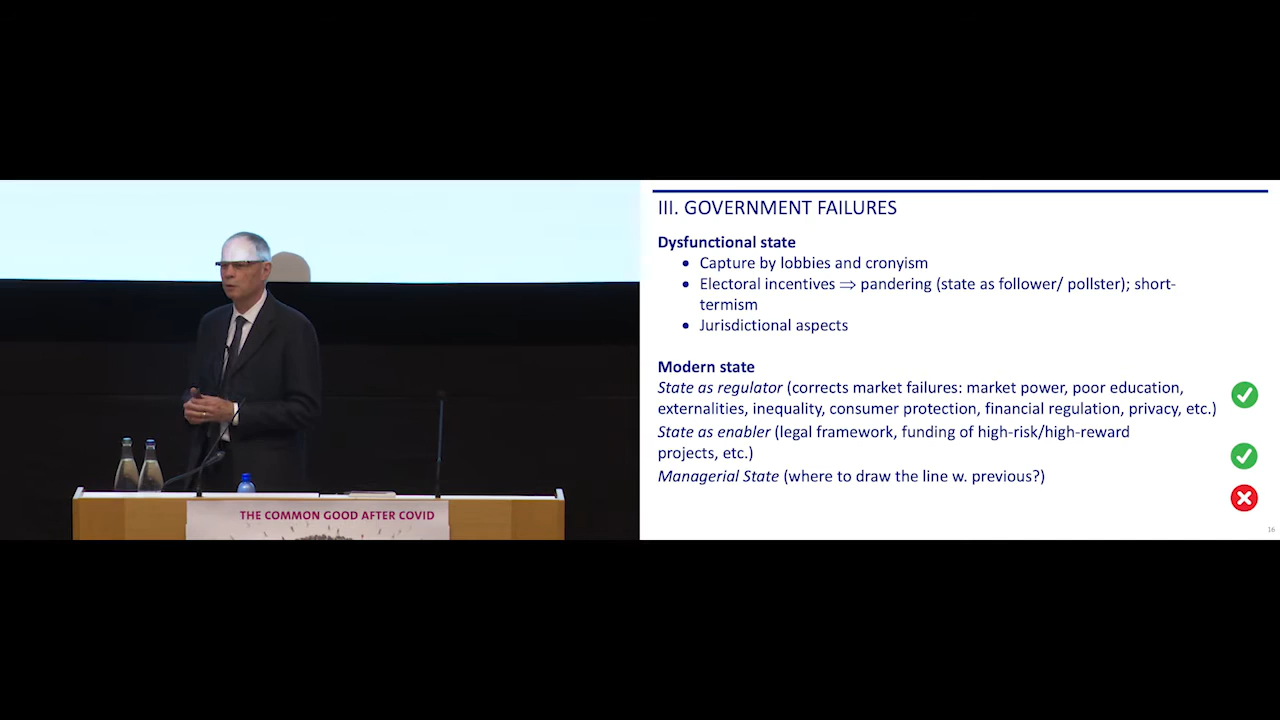 III. GOVERNMENT FAILURES
Dysfunctional state
• Capture by lobbies and cronyism
• Electoral incentives ⇒ pandering (state as follower/ pollster); short-
termism
• Jurisdictional aspects
Modern state
State as regulator (corrects market failures: market power, poor education,
externalities, inequality, consumer protection, financial regulation, privacy, etc.)
State as enabler (legal framework, funding of high-risk/high-reward
projects, etc.)
Managerial State (where to draw the line w. previous?)
16
THE COMMON GOOD AFTER COVID